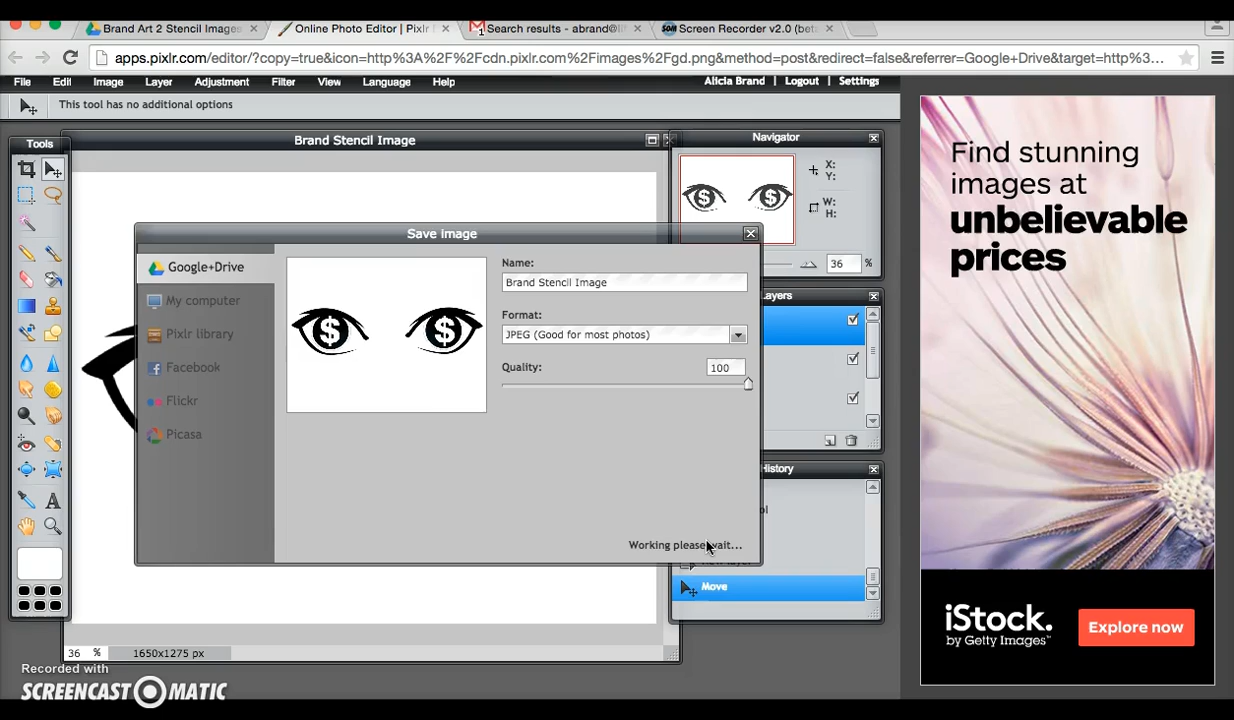 Brand Art 2 Stencil Image
Online Photo Editor | Pixlr
Search results - abrand@li
Screen Recorder v2.0 (bet
apps.pixlr.com/editor/?copy=true&icon=http%3A%2F%2Fcdn.pixlr.com%2Fimages%2Fgd.png&method=post&redirect=false&referrer=Google+Drive&target=http%3...
File Edit Image Layer Adjustment Filter View Language Help
Alicia Brand Logout Settings
This tool has no additional options
Tools
Brand Stencil Image
Navigator
X:
Y:
W:
H:
36 %
Save image
Google+Drive
My computer
Pixlr library
Facebook
Flickr
Picasa
$ $
Name:
Brand Stencil Image
Format:
JPEG (Good for most photos)
Quality:
100
Working please wait...
Layers
History
Move
A
36 %
1650x1275 px
Recorded with
SCREENCAST MATIC
Find stunning
images at
unbelievable
prices
iStock.
by Getty Images™
Explore now